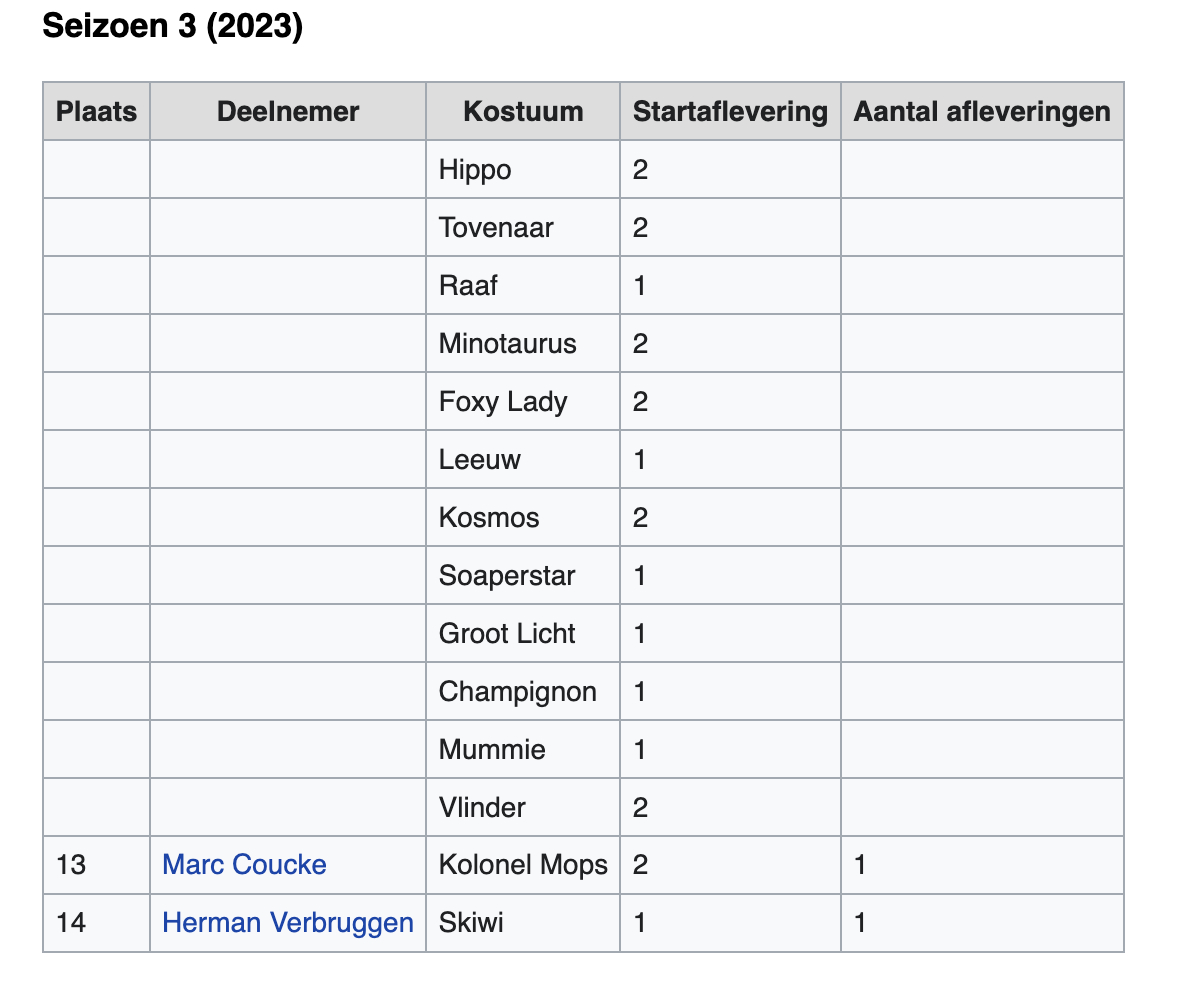 Seizoen 3 (2023)
Plaats Deelnemer Kostuum Startaflevering Aantal afleveringen
Hippo 2
Tovenaar 2
Raaf 1
Minotaurus 2
Foxy Lady 2
Leeuw 1
Kosmos 2
Soaperstar 1
Groot Licht 1
Champignon 1
Mummie 1
Vlinder 2
13 Marc Coucke Kolonel Mops 2 1
14 Herman Verbruggen Skiwi 1 1